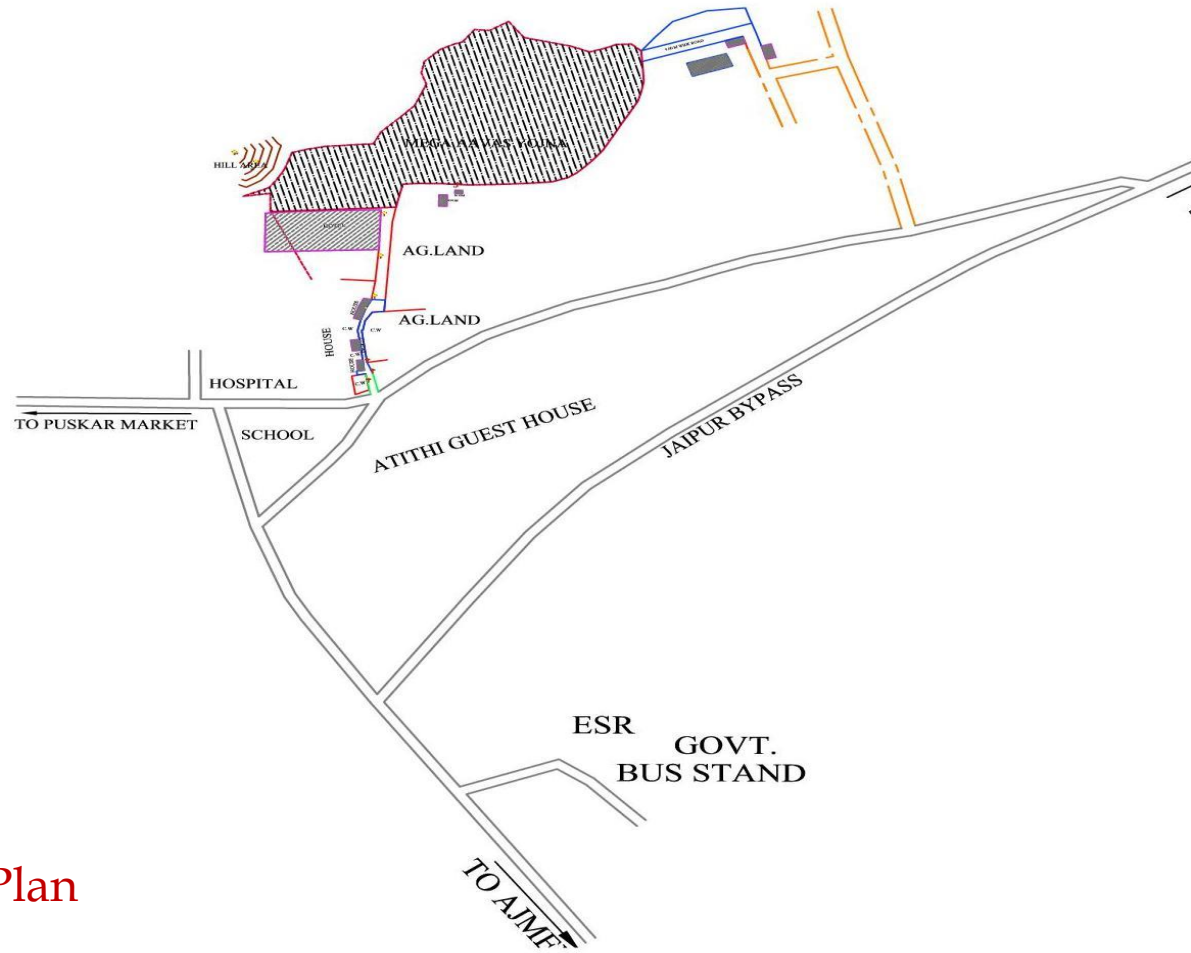 MEGA AAVAS YOJNA
HILL AREA
HOTEL
AG.LAND
AG.LAND
HOUSE
C.W
C.W
C.W
HOSPITAL
TO PUSKAR MARKET
SCHOOL
ATITHI GUEST HOUSE
JAIPUR BYPASS
ESR
GOVT.
BUS STAND
TO AJME
Plan